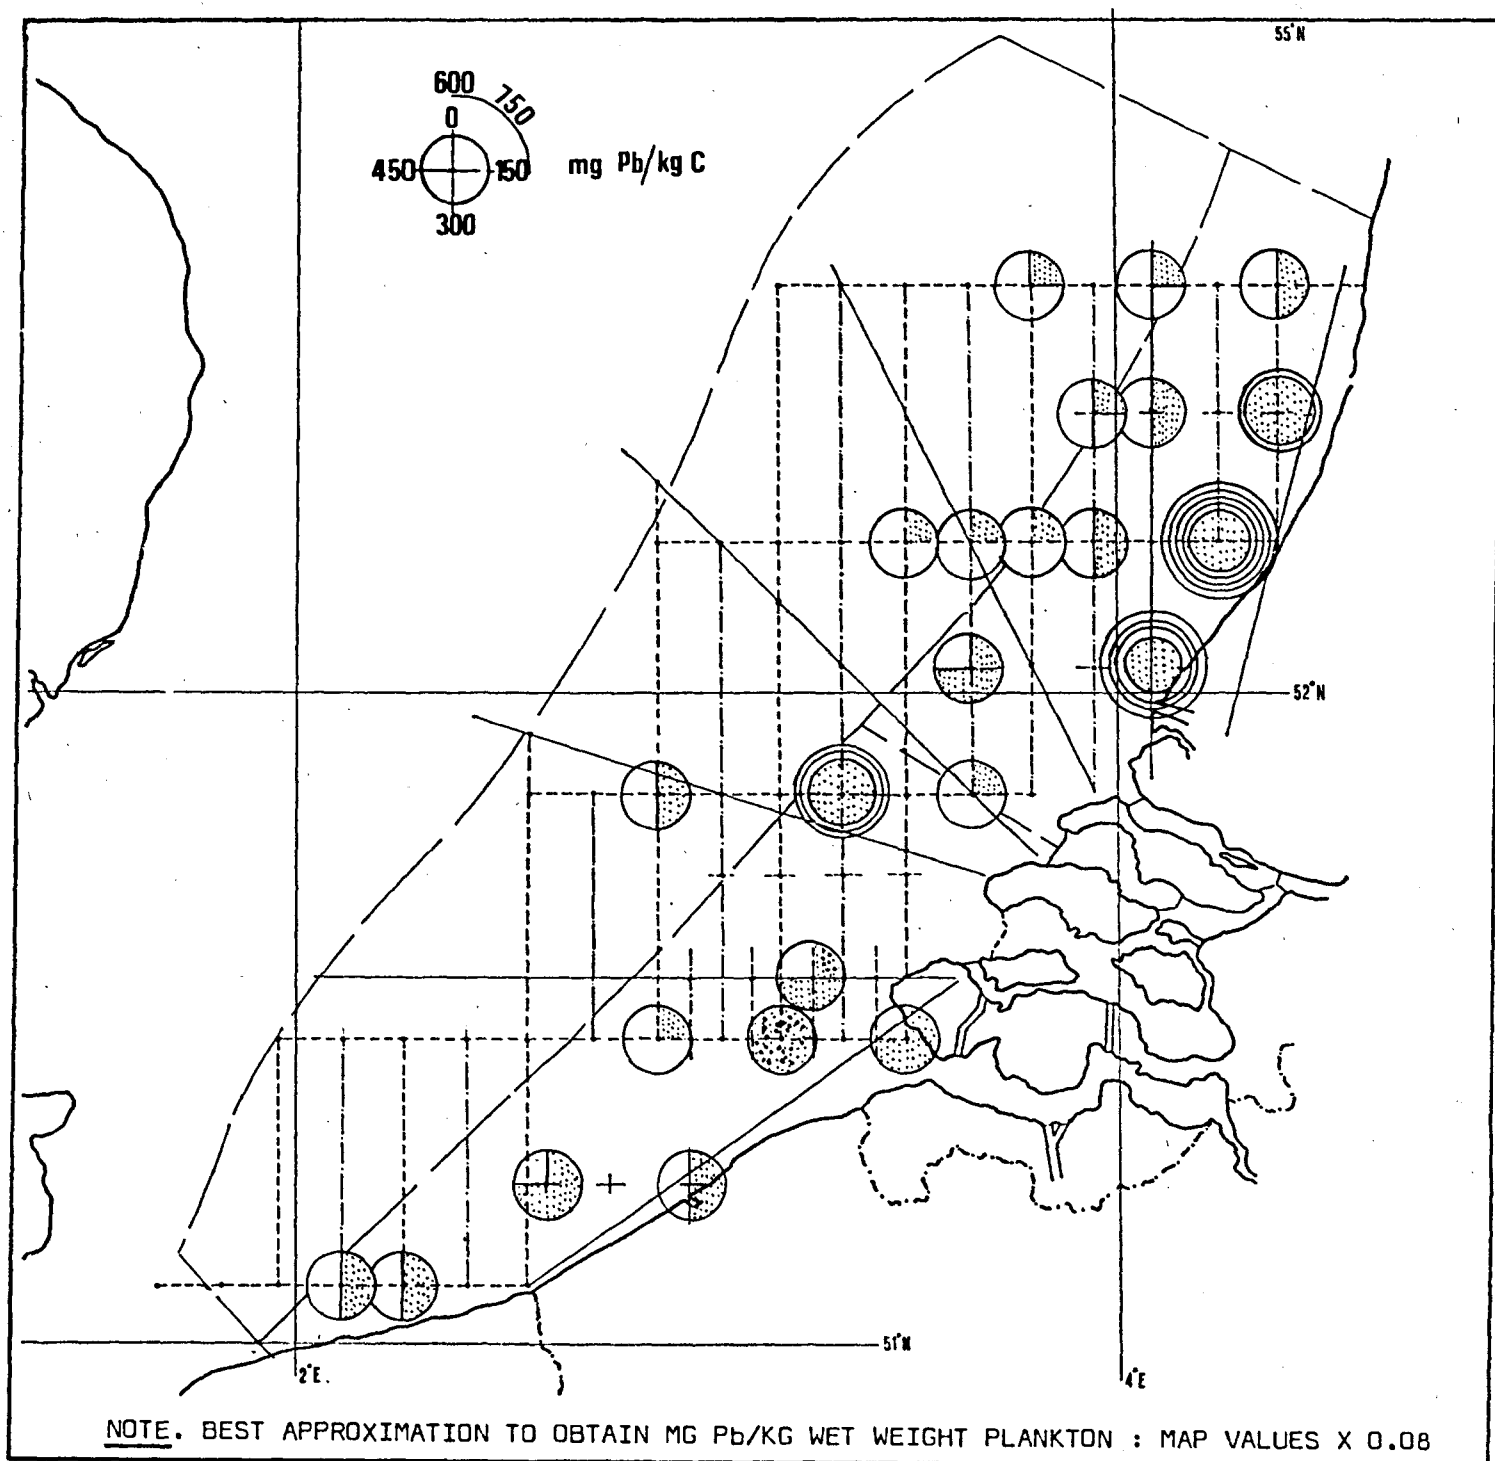 55°N
600
750
0
450
150
mg Pb/kg C
300
52°N
51°N
2°E.
4°E
NOTE. BEST APPROXIMATION TO OBTAIN MG Pb/KG WET WEIGHT PLANKTON : MAP VALUES X 0.08